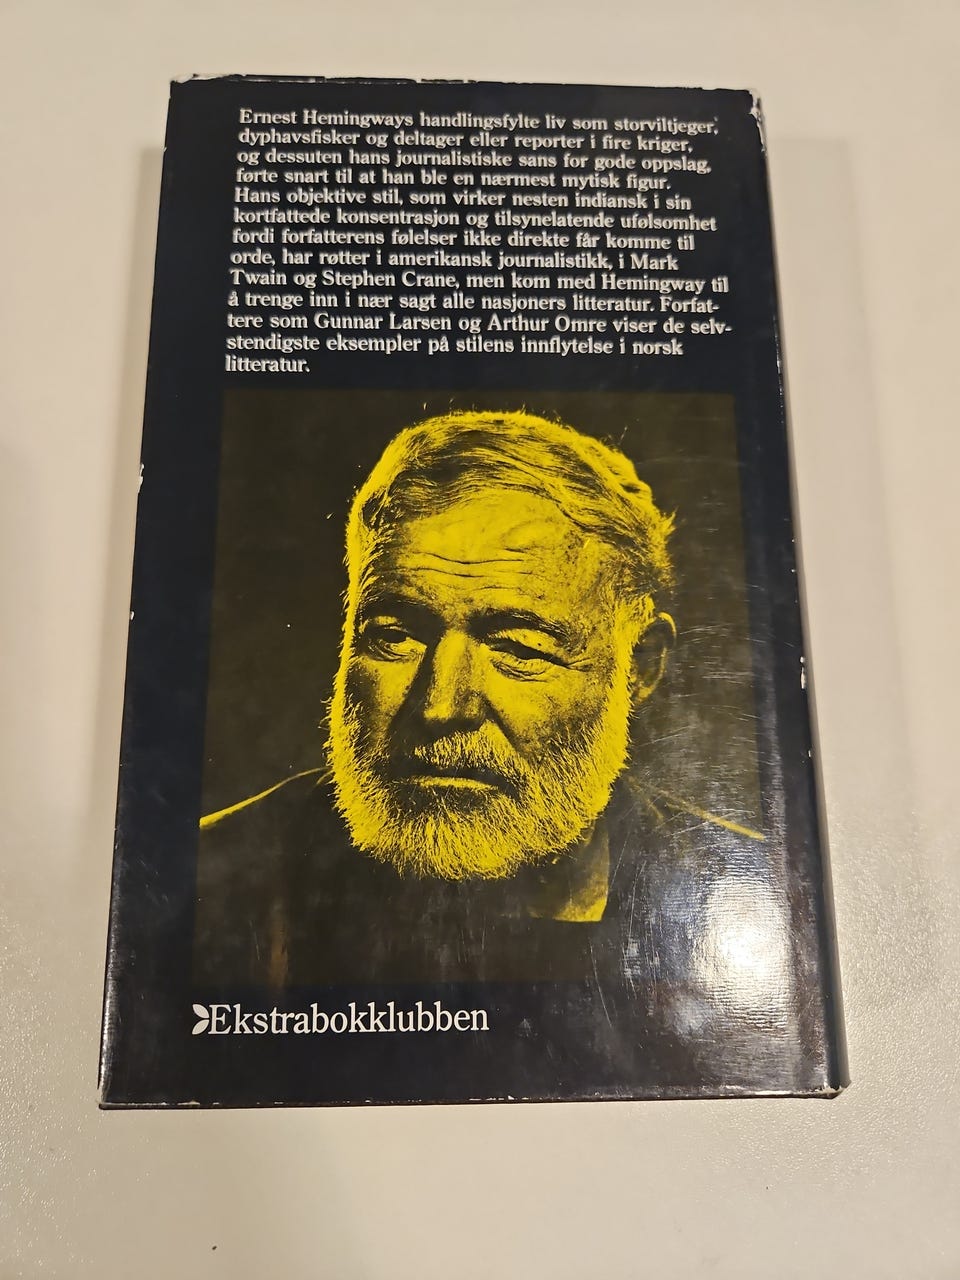 Ernest Hemingways handlingsfylte liv som storviltjeger,
dyphavsfisker og deltager eller reporter i fire kriger,
og dessuten hans journalistiske sans for gode oppslag,
førte snart til at han ble en nærmest mytisk figur.
Hans objektive stil, som virker nesten indiansk i sin
kortfattede konsentrasjon og tilsynelatende ufølsomhet
fordi forfatterens følelser ikke direkte får komme til
orde, har røtter i amerikansk journalistikk, i Mark
Twain og Stephen Crane, men kom med Hemingway til
å trenge inn i nær sagt alle nasjoners litteratur. Forfat-
tere som Gunnar Larsen og Arthur Omre viser de selv-
stendigste eksempler på stilens innflytelse i norsk
litteratur.
Ekstrabokklubben